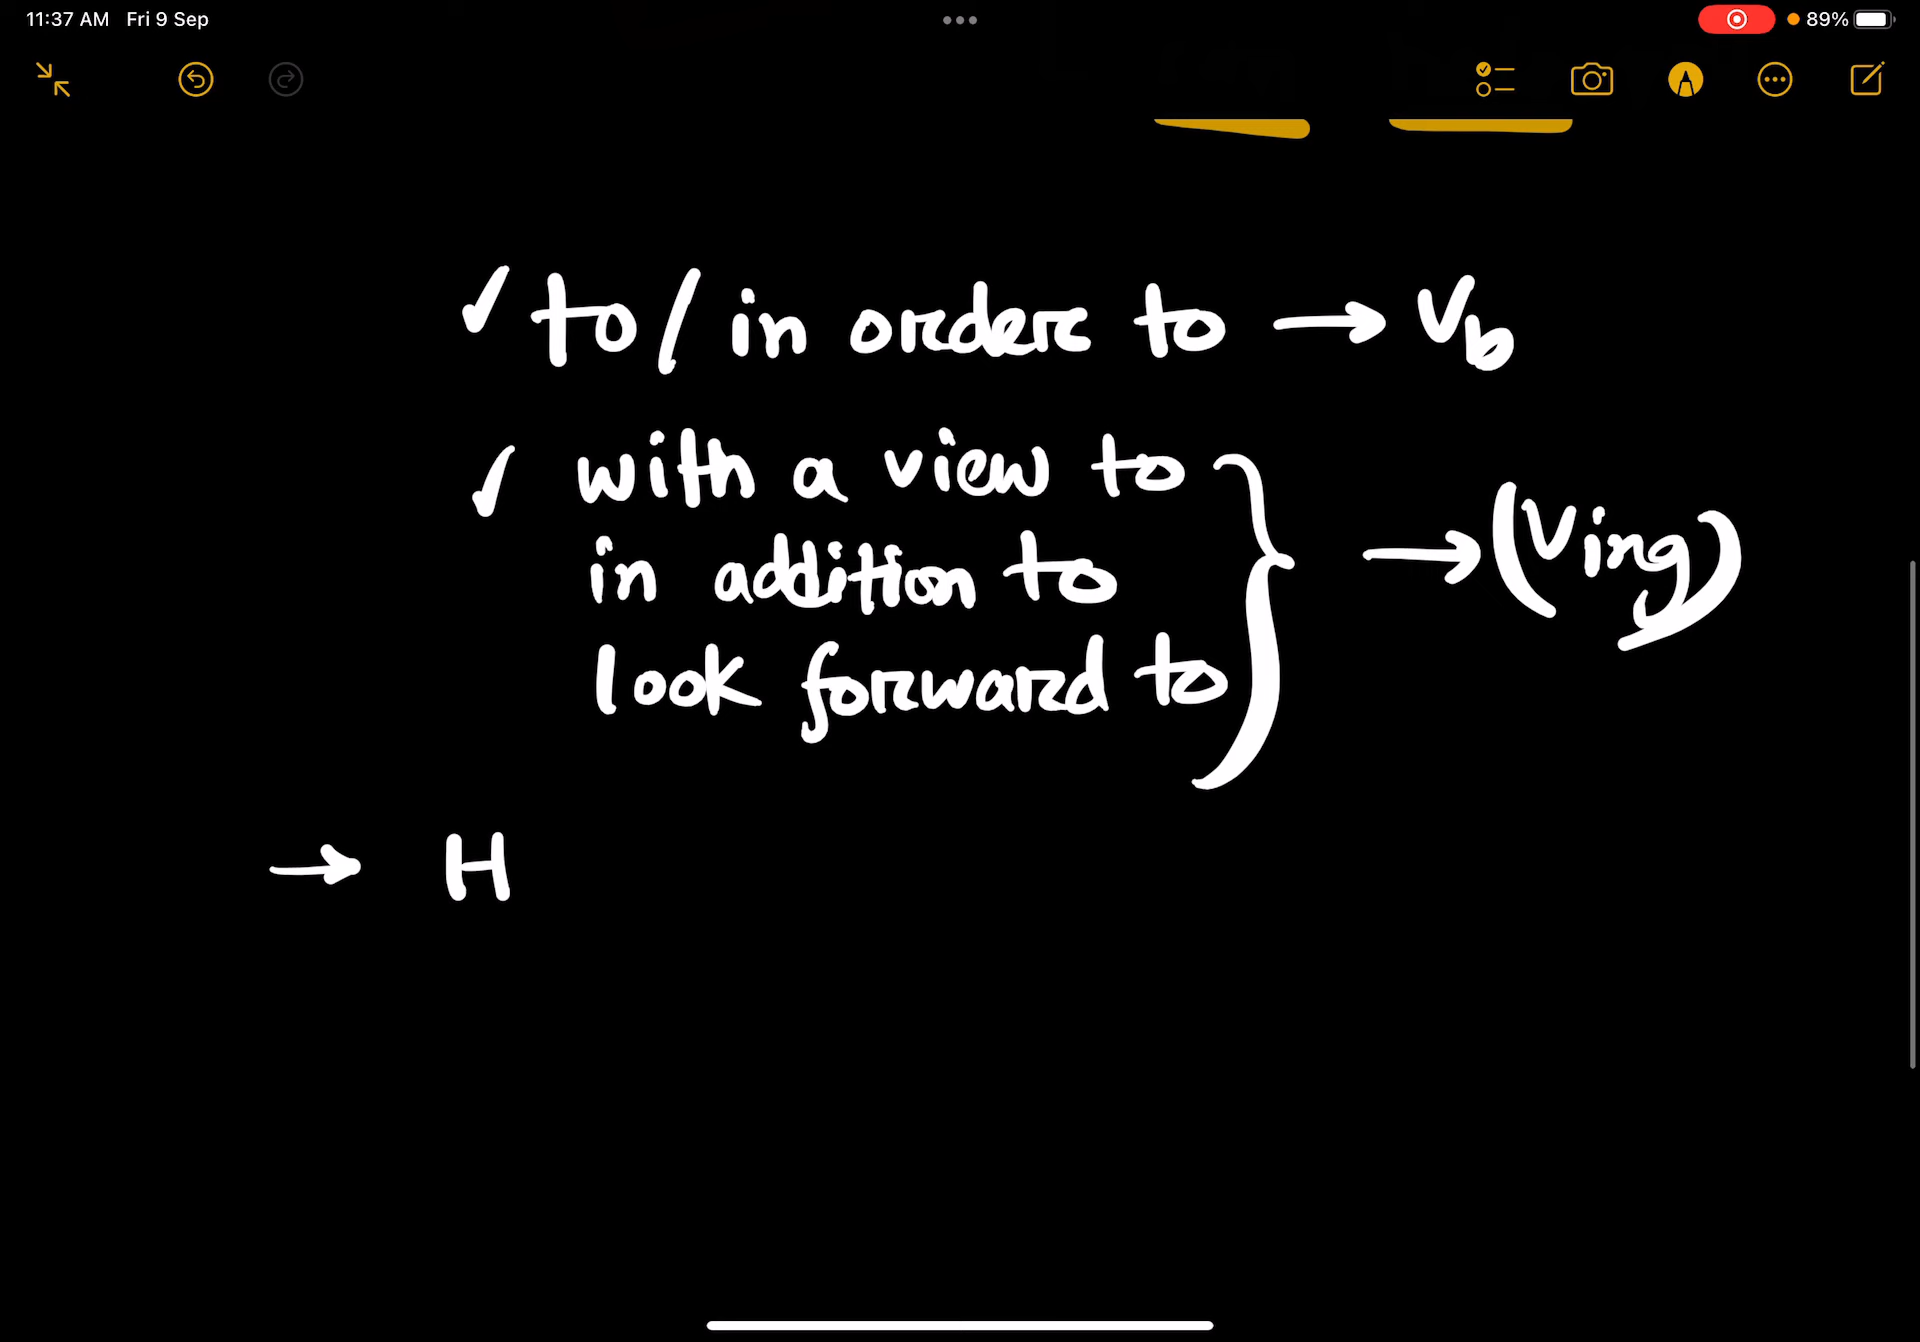 11:37 AM Fri 9 Sep 89%
✓ to / in order to → Vb
✓ with a view to
in addition to → (Ving)
look forward to
→ H